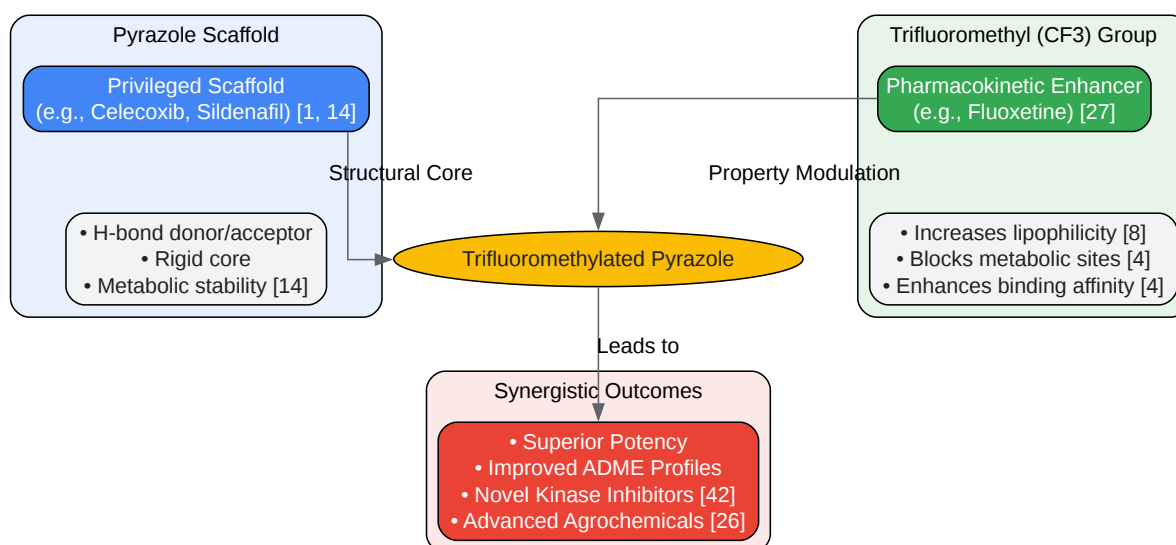 Pyrazole Scaffold
Privileged Scaffold
(e.g., Celecoxib, Sildenafil) [1, 14]
• H-bond donor/acceptor
• Rigid core
• Metabolic stability [14]
Structural Core
Trifluoromethyl (CF3) Group
Pharmacokinetic Enhancer
(e.g., Fluoxetine) [27]
• Increases lipophilicity [8]
• Blocks metabolic sites [4]
• Enhances binding affinity [4]
Property Modulation
Trifluoromethylated Pyrazole
Leads to
Synergistic Outcomes
• Superior Potency
• Improved ADME Profiles
• Novel Kinase Inhibitors [42]
• Advanced Agrochemicals [26]